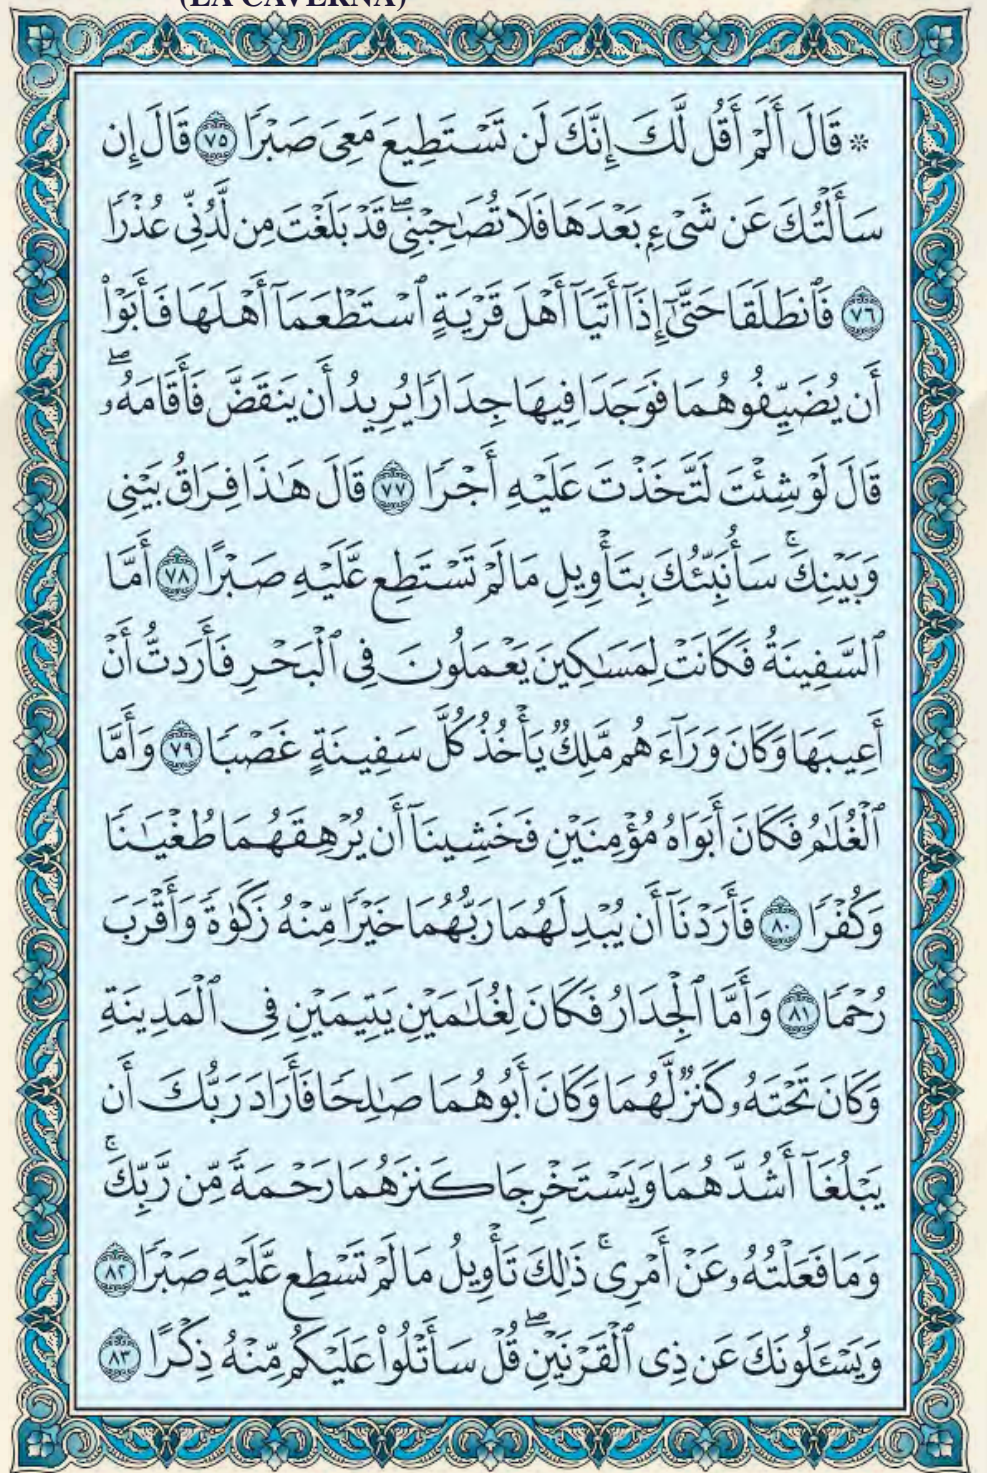 (LA CAVERNA)
۞ قَالَ أَلَمْ أَقُل لَّكَ إِنَّكَ لَن تَسْتَطِيعَ مَعِىَ صَبْرًا ٧٥ قَالَ إِن
سَأَلْتُكَ عَن شَىْءٍۭ بَعْدَهَا فَلَا تُصَـٰحِبْنِىۖ قَدْ بَلَغْتَ مِن لَّدُنِّى عُذْرًا
٧٦ فَٱنطَلَقَا حَتَّىٰٓ إِذَآ أَتَيَآ أَهْلَ قَرْيَةٍ ٱسْتَطْعَمَآ أَهْلَهَا فَأَبَوْا۟
أَن يُضَيِّفُوهُمَا فَوَجَدَا فِيهَا جِدَارًا يُرِيدُ أَن يَنقَضَّ فَأَقَامَهُۥۖ
قَالَ لَوْ شِئْتَ لَتَّخَذْتَ عَلَيْهِ أَجْرًا ٧٧ قَالَ هَـٰذَا فِرَاقُ بَيْنِى
وَبَيْنِكَۚ سَأُنَبِّئُكَ بِتَأْوِيلِ مَا لَمْ تَسْتَطِع عَّلَيْهِ صَبْرًا ٧٨ أَمَّا
ٱلسَّفِينَةُ فَكَانَتْ لِمَسَـٰكِينَ يَعْمَلُونَ فِى ٱلْبَحْرِ فَأَرَدتُّ أَنْ
أَعِيبَهَا وَكَانَ وَرَآءَهُم مَّلِكٌ يَأْخُذُ كُلَّ سَفِينَةٍ غَصْبًا ٧٩ وَأَمَّا
ٱلْغُلَـٰمُ فَكَانَ أَبَوَاهُ مُؤْمِنَيْنِ فَخَشِينَآ أَن يُرْهِقَهُمَا طُغْيَـٰنًا
وَكُفْرًا ٨٠ فَأَرَدْنَآ أَن يُبْدِلَهُمَا رَبُّهُمَا خَيْرًا مِّنْهُ زَكَوٰةً وَأَقْرَبَ
رُحْمًا ٨١ وَأَمَّا ٱلْجِدَارُ فَكَانَ لِغُلَـٰمَيْنِ يَتِيمَيْنِ فِى ٱلْمَدِينَةِ
وَكَانَ تَحْتَهُۥ كَنزٌ لَّهُمَا وَكَانَ أَبُوهُمَا صَـٰلِحًا فَأَرَادَ رَبُّكَ أَن
يَبْلُغَآ أَشُدَّهُمَا وَيَسْتَخْرِجَا كَنزَهُمَا رَحْمَةً مِّن رَّبِّكَۚ
وَمَا فَعَلْتُهُۥ عَنْ أَمْرِىۚ ذَٰلِكَ تَأْوِيلُ مَا لَمْ تَسْطِع عَّلَيْهِ صَبْرًا ٨٢
وَيَسْـَٔلُونَكَ عَن ذِى ٱلْقَرْنَيْنِۖ قُلْ سَأَتْلُوا۟ عَلَيْكُم مِّنْهُ ذِكْرًا ٨٣